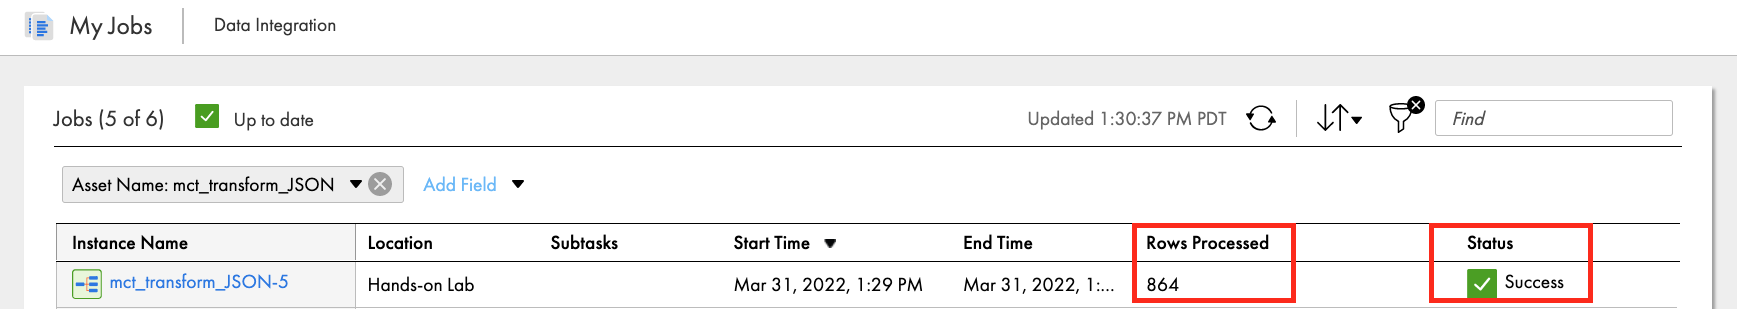 My Jobs
Data Integration
Jobs (5 of 6)
Up to date
Updated 1:30:37 PM PDT
Find
Asset Name: mct_transform_JSON
Add Field
Instance Name Location Subtasks Start Time End Time Rows Processed Status
mct_transform_JSON-5 Hands-on Lab Mar 31, 2022, 1:29 PM Mar 31, 2022, 1:... 864 Success